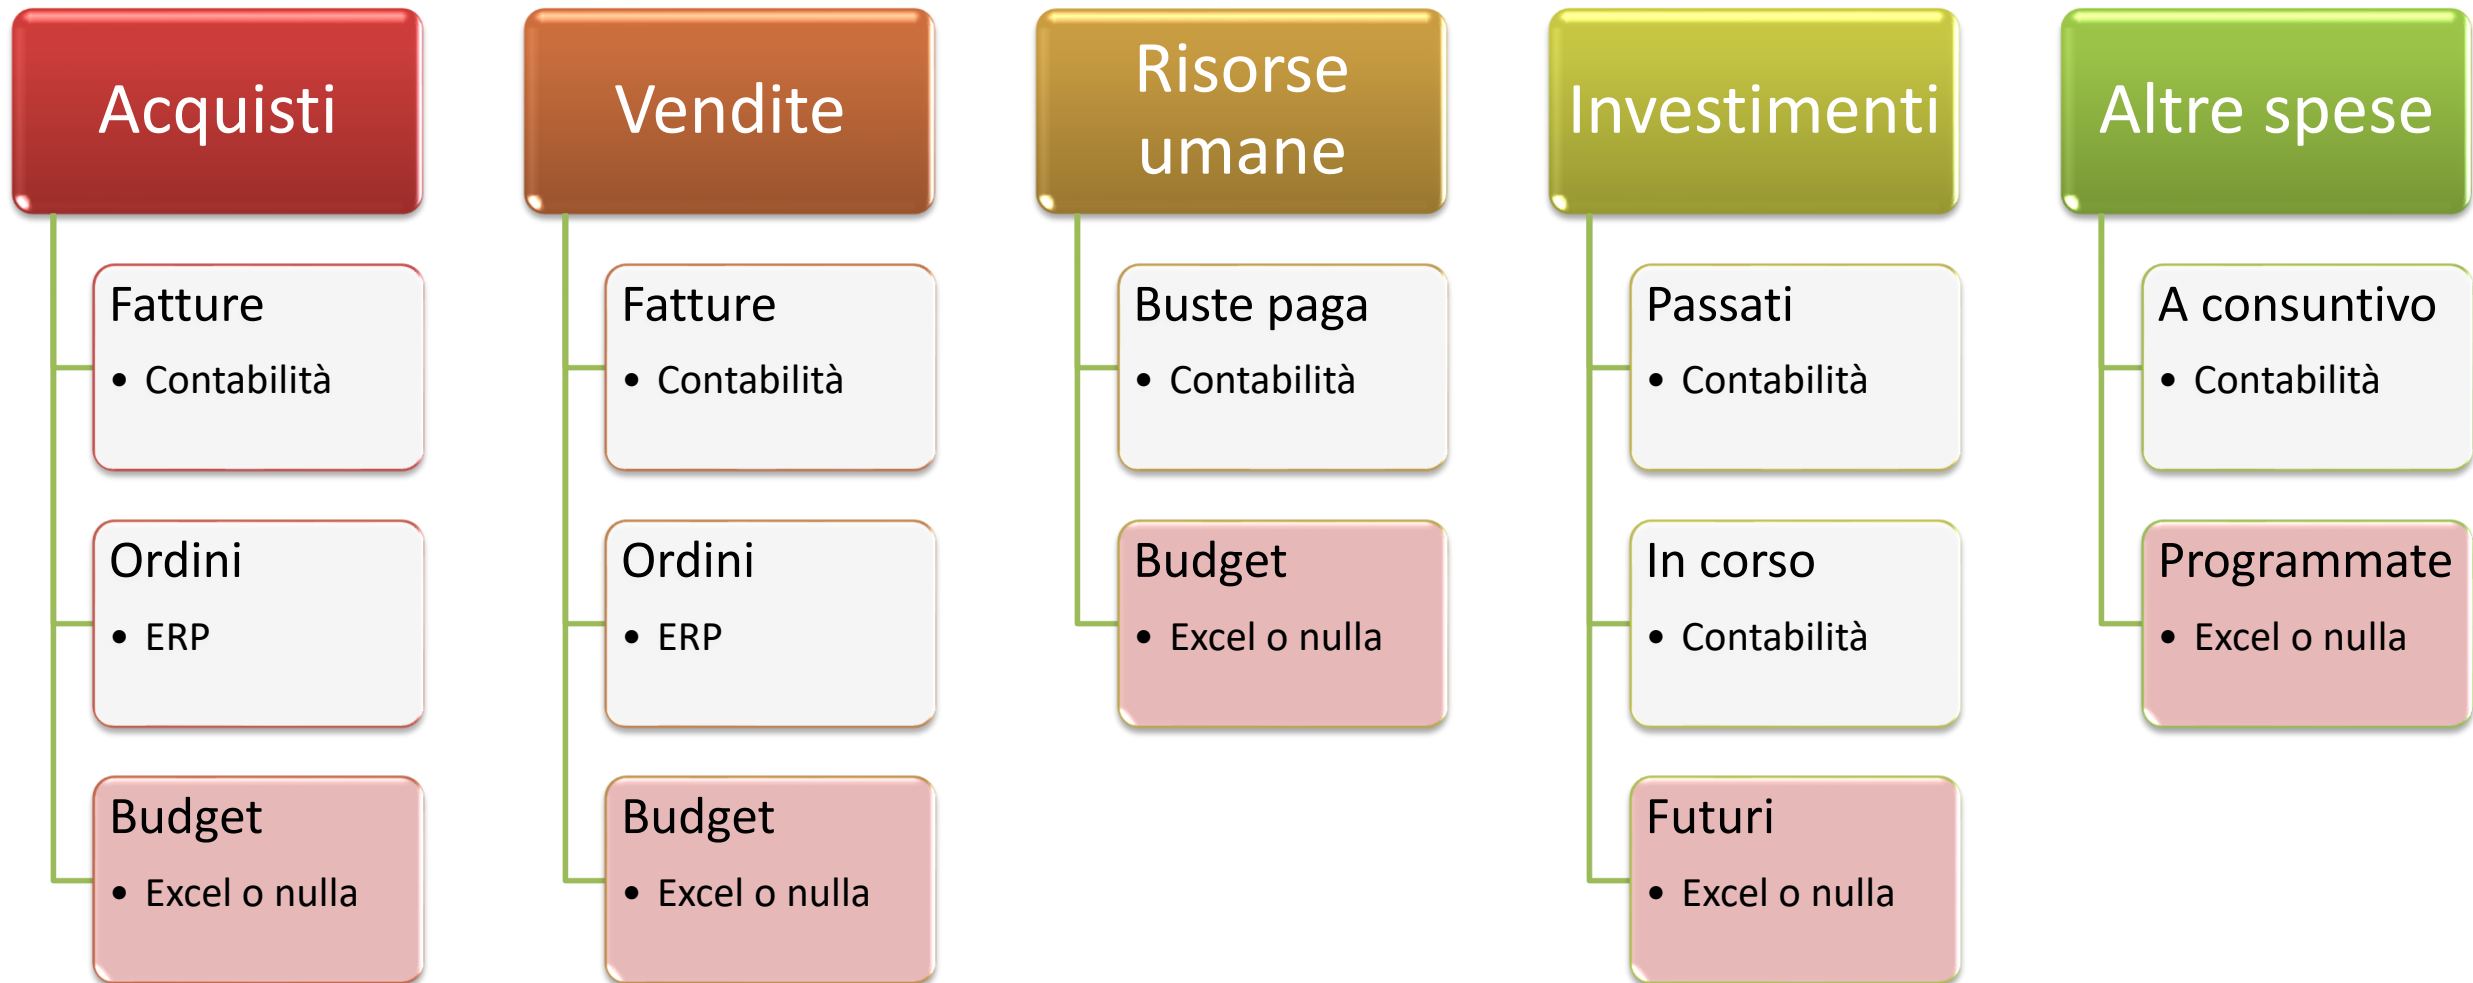 Acquisti
Fatture
• Contabilità
Ordini
• ERP
Budget
• Excel o nulla
Vendite
Fatture
• Contabilità
Ordini
• ERP
Budget
• Excel o nulla
Risorse
umane
Buste paga
• Contabilità
Budget
• Excel o nulla
Investimenti
Passati
• Contabilità
In corso
• Contabilità
Futuri
• Excel o nulla
Altre spese
A consuntivo
• Contabilità
Programmate
• Excel o nulla